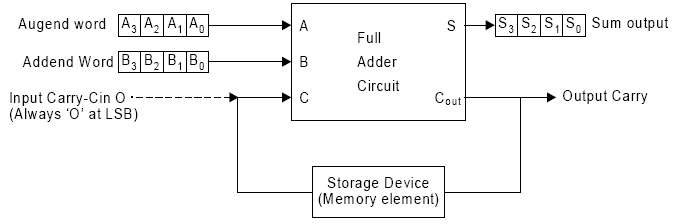 Augend word A3 A2 A1 A0
A Full S
S3 S2 S1 S0 Sum output
Addend Word B3 B2 B1 B0
B Adder
Circuit
Input Carry-Cin O
(Always ‘O’ at LSB)
C Cout
Output Carry
Storage Device
(Memory element)